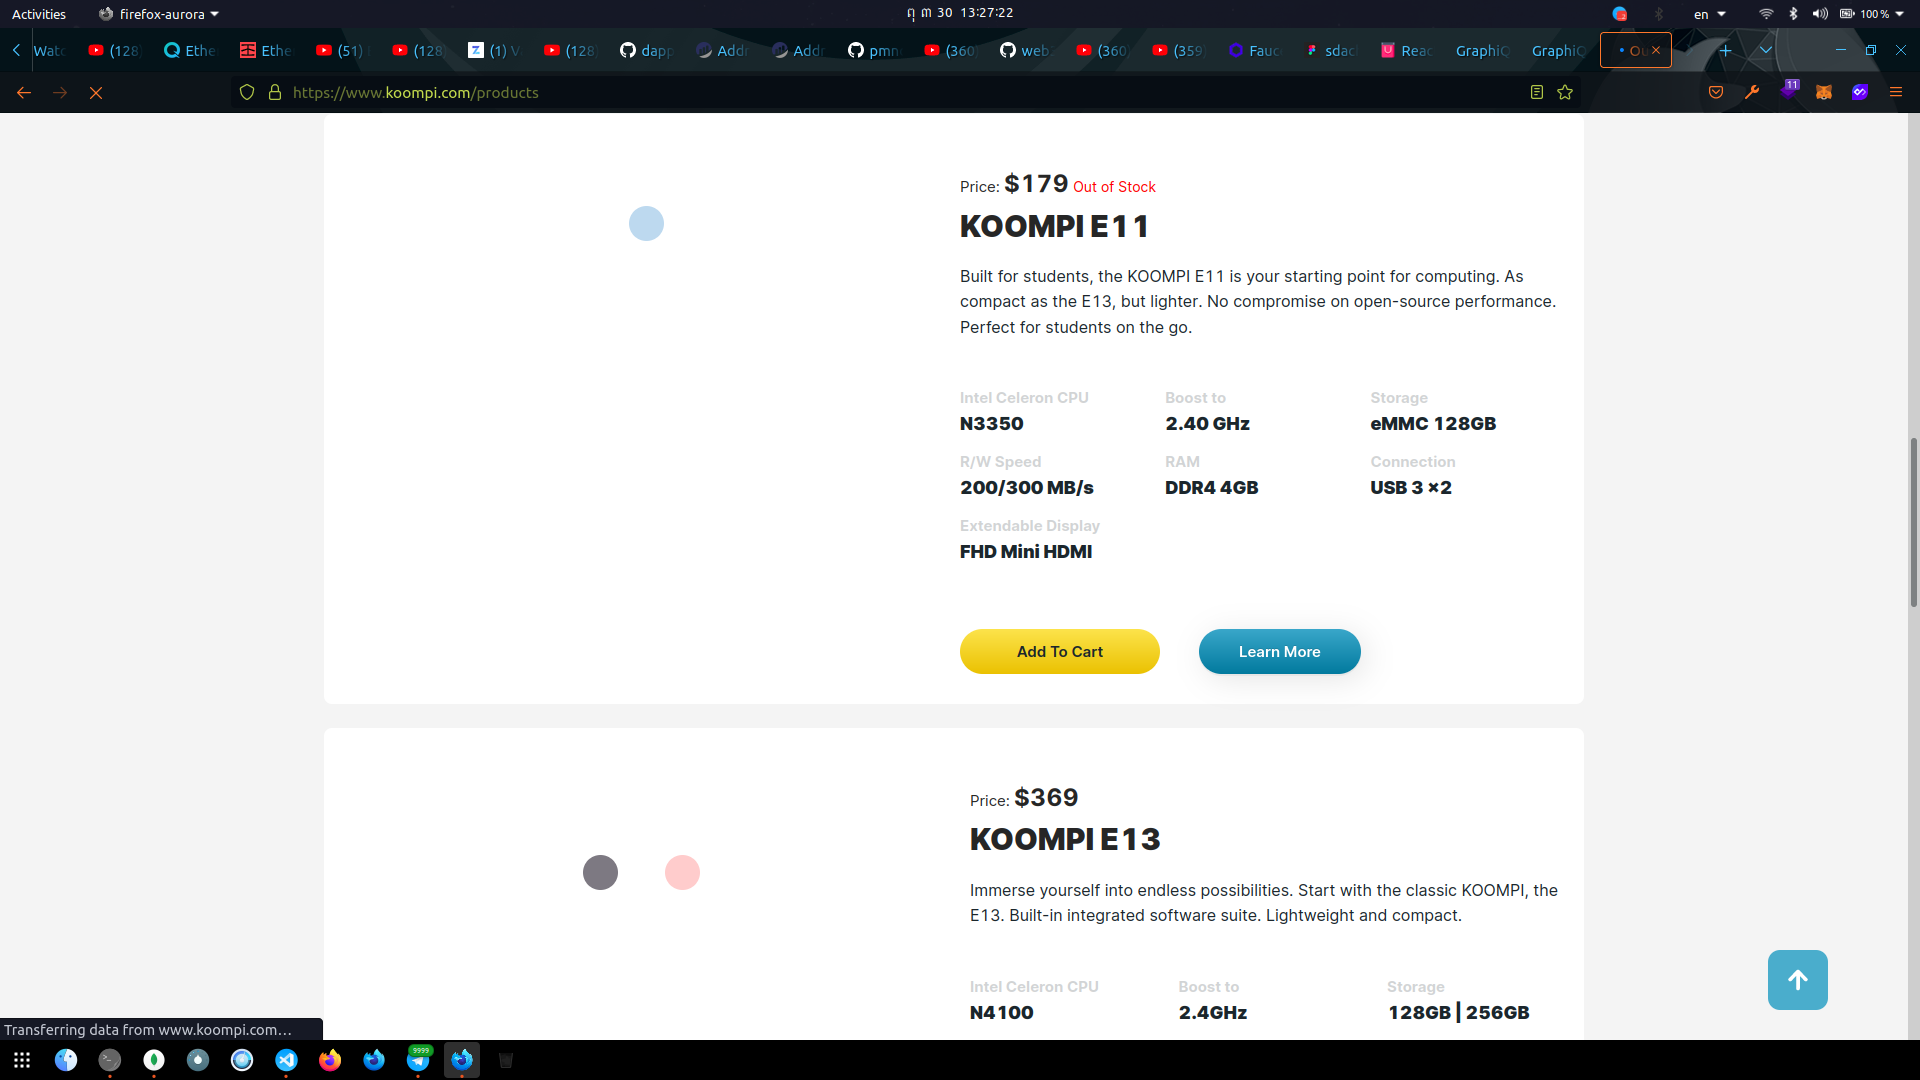 Activities
firefox-aurora
ពុ ៣ 30 13:27:22
en
100 %
Watc
(128)
Ethe
Ethe
(51)
(128
(1) V
(128
dapp
Addr
Addr
pmn
(360)
web
(360)
(359)
Fauc
sdac
Reac
GraphiQ
GraphiQ
Ou
https://www.koompi.com/products
11
Price: $179 Out of Stock
KOOMPI E11
Built for students, the KOOMPI E11 is your starting point for computing. As
compact as the E13, but lighter. No compromise on open-source performance.
Perfect for students on the go.
Intel Celeron CPU
Boost to
Storage
N3350
2.40 GHz
eMMC 128GB
R/W Speed
RAM
Connection
200/300 MB/s
DDR4 4GB
USB 3 ×2
Extendable Display
FHD Mini HDMI
Add To Cart
Learn More
Price: $369
KOOMPI E13
Immerse yourself into endless possibilities. Start with the classic KOOMPI, the
E13. Built-in integrated software suite. Lightweight and compact.
Intel Celeron CPU
Boost to
Storage
N4100
2.4GHz
128GB | 256GB
Transferring data from www.koompi.com…
9999